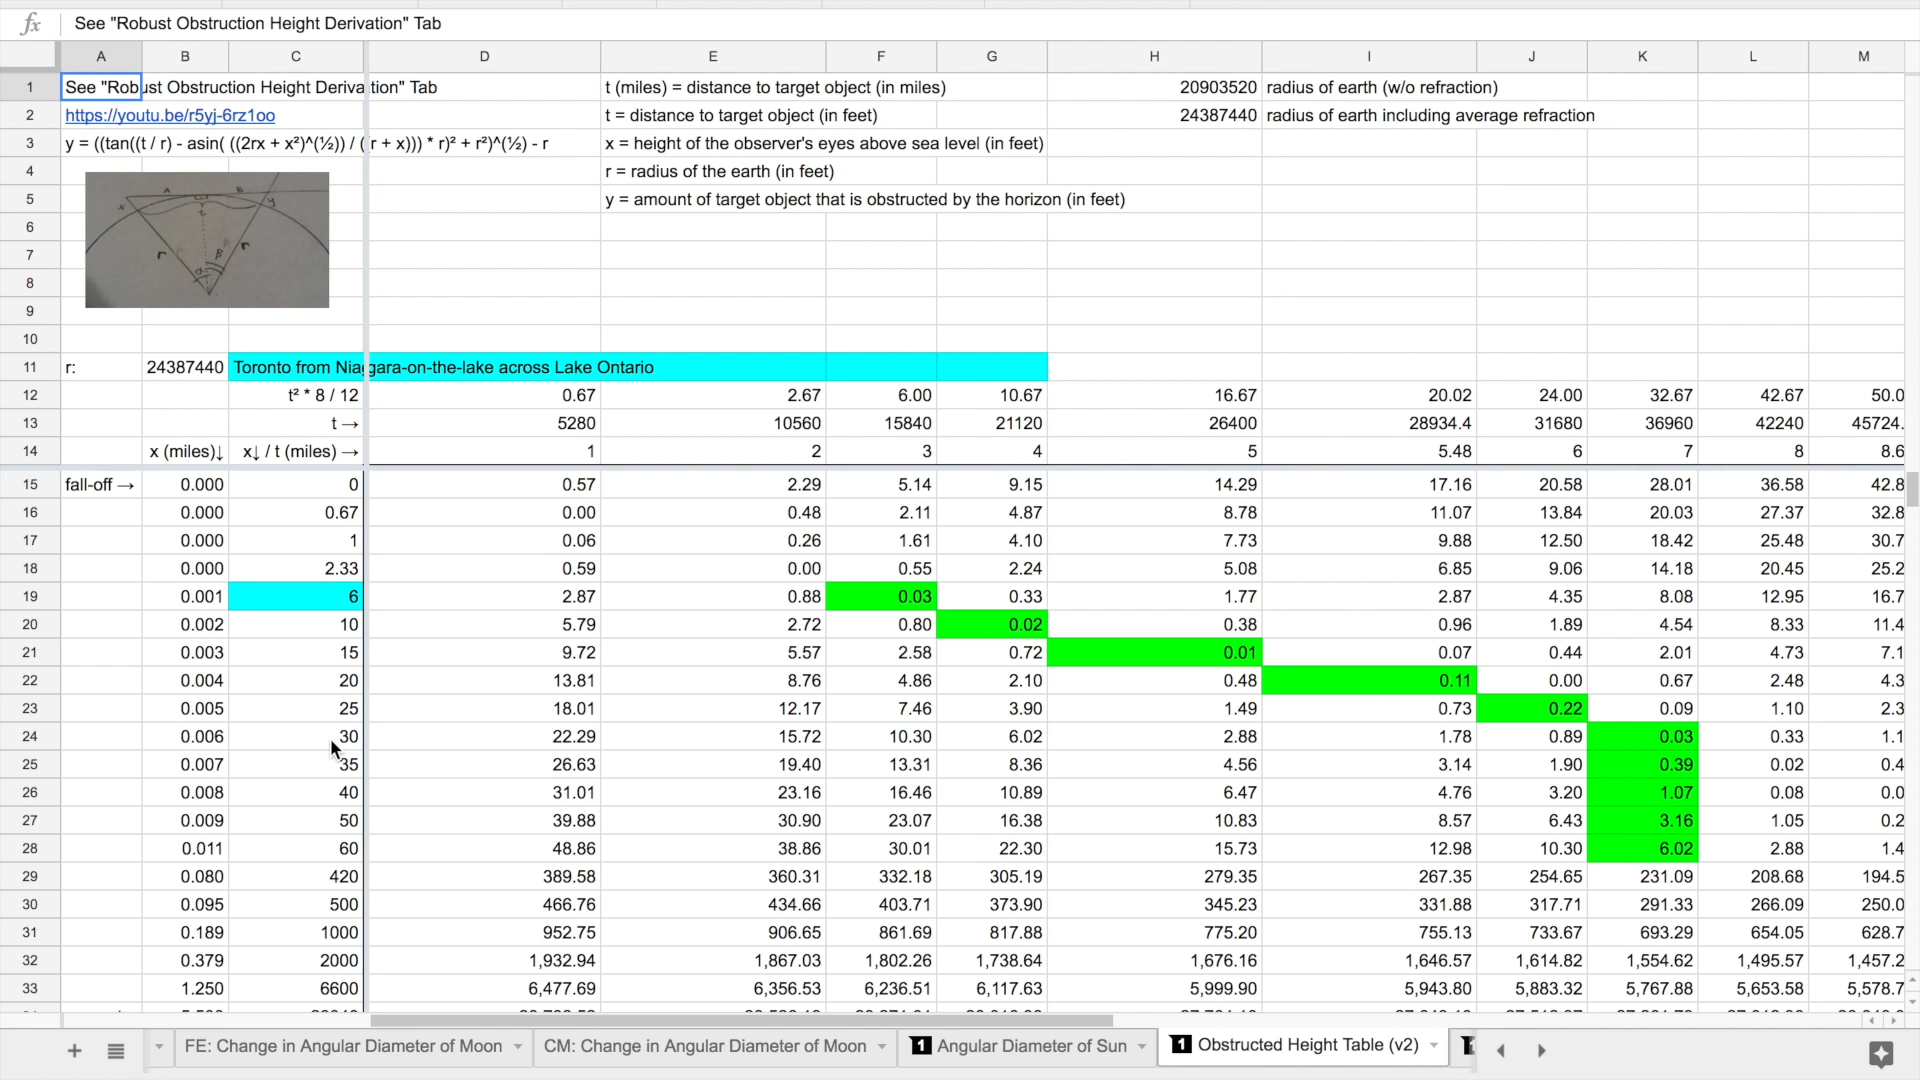 fx See "Robust Obstruction Height Derivation" Tab
A B C D E F G H I J K L M
1 See "Robust Obstruction Height Derivation" Tab t (miles) = distance to target object (in miles) 20903520 radius of earth (w/o refraction)
2 https://youtu.be/r5yj-6rz1oo t = distance to target object (in feet) 24387440 radius of earth including average refraction
3 y = ((tan((t / r) - asin( ((2rx + x²)^(½)) / (r + x))) * r)² + r²)^(½) - r x = height of the observer's eyes above sea level (in feet)
4 r = radius of the earth (in feet)
5 y = amount of target object that is obstructed by the horizon (in feet)
6
7
8
9
10
11 r: 24387440 Toronto from Niagara-on-the-lake across Lake Ontario
12 t² * 8 / 12 0.67 2.67 6.00 10.67 16.67 20.02 24.00 32.67 42.67 50.0
13 t → 5280 10560 15840 21120 26400 28934.4 31680 36960 42240 45724.
14 x (miles)↓ x↓ / t (miles) → 1 2 3 4 5 5.48 6 7 8 8.6
15 fall-off → 0.000 0 0.57 2.29 5.14 9.15 14.29 17.16 20.58 28.01 36.58 42.8
16 0.000 0.67 0.00 0.48 2.11 4.87 8.78 11.07 13.84 20.03 27.37 32.8
17 0.000 1 0.06 0.26 1.61 4.10 7.73 9.88 12.50 18.42 25.48 30.7
18 0.000 2.33 0.59 0.00 0.55 2.24 5.08 6.85 9.06 14.18 20.45 25.2
19 0.001 6 2.87 0.88 0.03 0.33 1.77 2.87 4.35 8.08 12.95 16.7
20 0.002 10 5.79 2.72 0.80 0.02 0.38 0.96 1.89 4.54 8.33 11.4
21 0.003 15 9.72 5.57 2.58 0.72 0.01 0.07 0.44 2.01 4.73 7.1
22 0.004 20 13.81 8.76 4.86 2.10 0.48 0.11 0.00 0.67 2.48 4.3
23 0.005 25 18.01 12.17 7.46 3.90 1.49 0.73 0.22 0.09 1.10 2.3
24 0.006 30 22.29 15.72 10.30 6.02 2.88 1.78 0.89 0.03 0.33 1.1
25 0.007 35 26.63 19.40 13.31 8.36 4.56 3.14 1.90 0.39 0.02 0.4
26 0.008 40 31.01 23.16 16.46 10.89 6.47 4.76 3.20 1.07 0.08 0.0
27 0.009 50 39.88 30.90 23.07 16.38 10.83 8.57 6.43 3.16 1.05 0.2
28 0.011 60 48.86 38.86 30.01 22.30 15.73 12.98 10.30 6.02 2.88 1.4
29 0.080 420 389.58 360.31 332.18 305.19 279.35 267.35 254.65 231.09 208.68 194.5
30 0.095 500 466.76 434.66 403.71 373.90 345.23 331.88 317.71 291.33 266.09 250.0
31 0.189 1000 952.75 906.65 861.69 817.88 775.20 755.13 733.67 693.29 654.05 628.7
32 0.379 2000 1,932.94 1,867.03 1,802.26 1,738.64 1,676.16 1,646.57 1,614.82 1,554.62 1,495.57 1,457.2
33 1.250 6600 6,477.69 6,356.53 6,236.51 6,117.63 5,999.90 5,943.80 5,883.32 5,767.88 5,653.58 5,578.7
FE: Change in Angular Diameter of Moon CM: Change in Angular Diameter of Moon 1 Angular Diameter of Sun 1 Obstructed Height Table (v2)